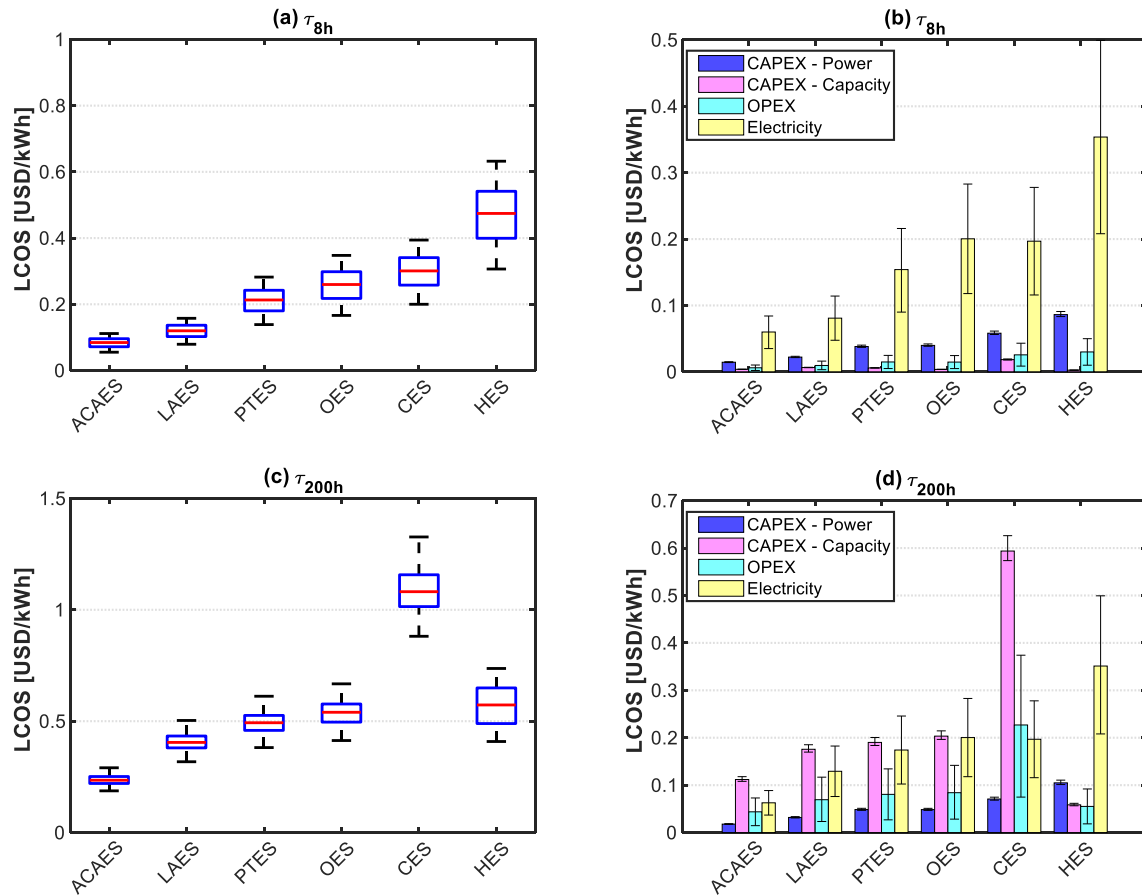 (a) τ8h
LCOS [USD/kWh]
1
0.8
0.6
0.4
0.2
0
ACAES
LAES
PTES
OES
CES
HES
(b) τ8h
LCOS [USD/kWh]
0.5
0.4
0.3
0.2
0.1
0
CAPEX - Power
CAPEX - Capacity
OPEX
Electricity
ACAES
LAES
PTES
OES
CES
HES
(c) τ200h
LCOS [USD/kWh]
1.5
1
0.5
0
ACAES
LAES
PTES
OES
CES
HES
(d) τ200h
LCOS [USD/kWh]
0.7
0.6
0.5
0.4
0.3
0.2
0.1
0
CAPEX - Power
CAPEX - Capacity
OPEX
Electricity
ACAES
LAES
PTES
OES
CES
HES